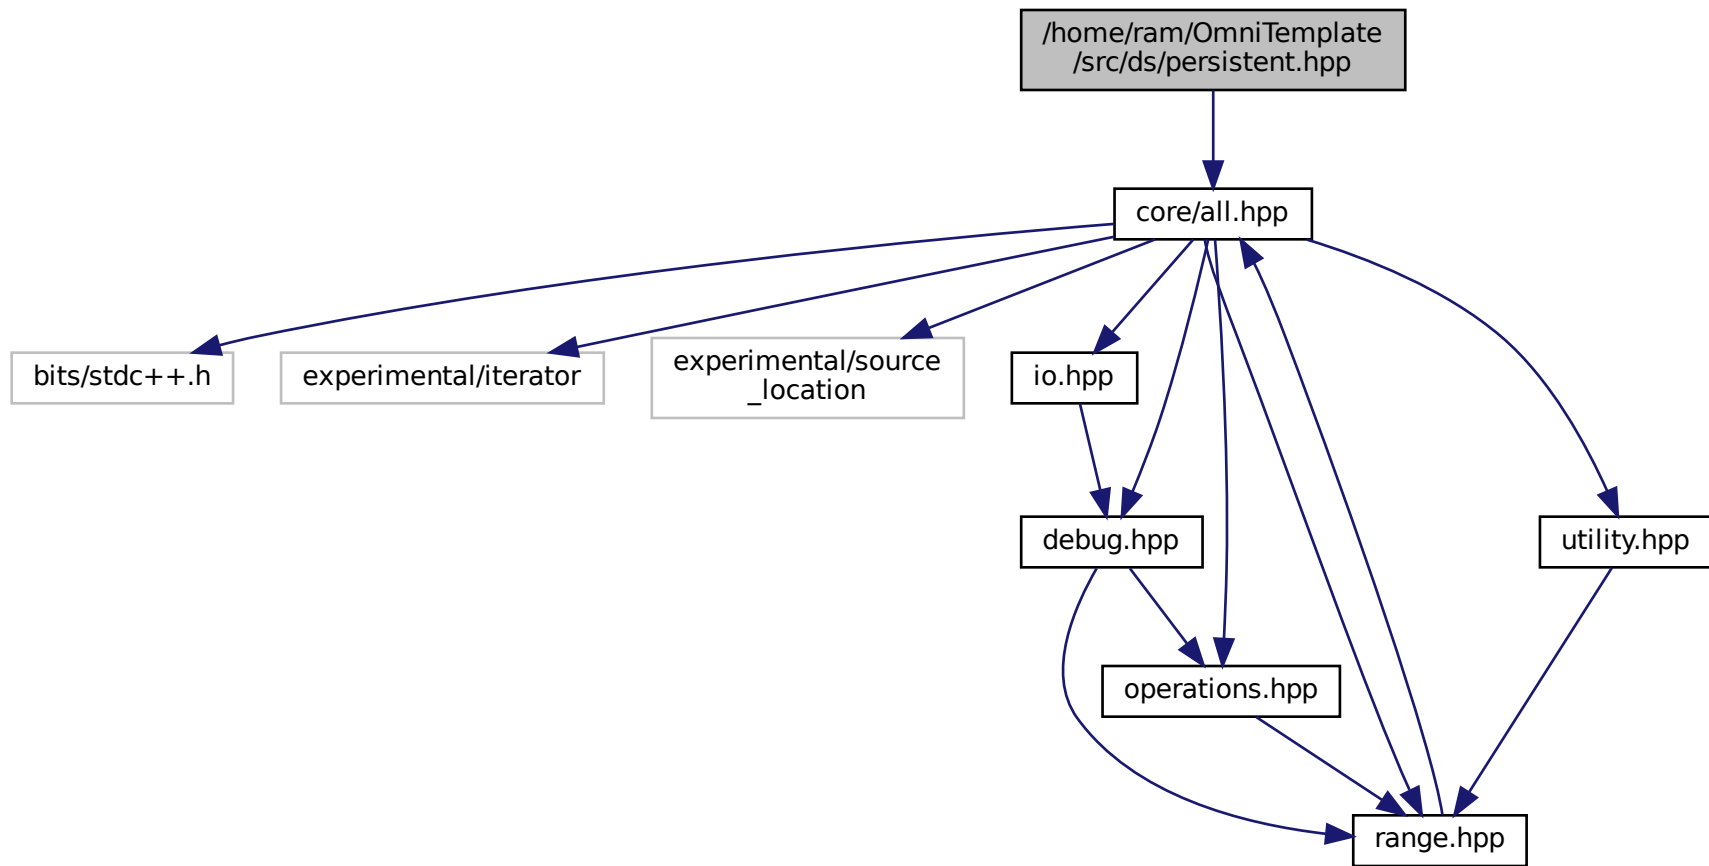 /home/ram/OmniTemplate
/src/ds/persistent.hpp
core/all.hpp
bits/stdc++.h
experimental/iterator
experimental/source
_location
io.hpp
debug.hpp
utility.hpp
operations.hpp
range.hpp